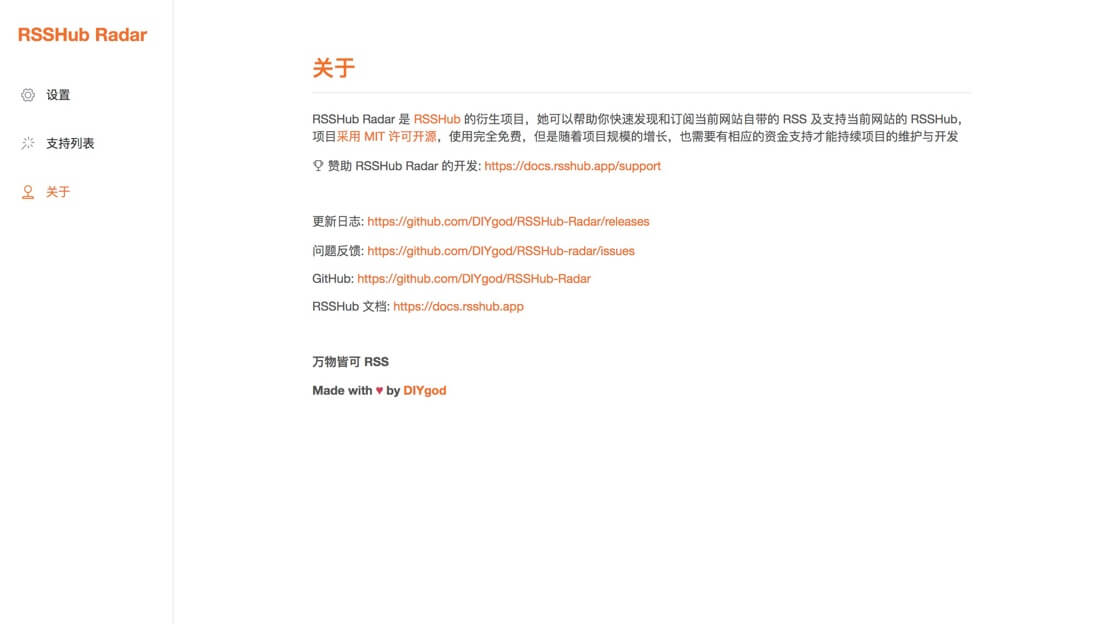 RSSHub Radar
设置
支持列表
关于
关于
RSSHub Radar 是 RSSHub 的衍生项目，她可以帮助你快速发现和订阅当前网站自带的 RSS 及支持当前网站的 RSSHub，
项目采用 MIT 许可开源，使用完全免费，但是随着项目规模的增长，也需要有相应的资金支持才能持续项目的维护与开发
赞助 RSSHub Radar 的开发: https://docs.rsshub.app/support
更新日志: https://github.com/DIYgod/RSSHub-Radar/releases
问题反馈: https://github.com/DIYgod/RSSHub-radar/issues
GitHub: https://github.com/DIYgod/RSSHub-Radar
RSSHub 文档: https://docs.rsshub.app
万物皆可 RSS
Made with ♥ by DIYgod